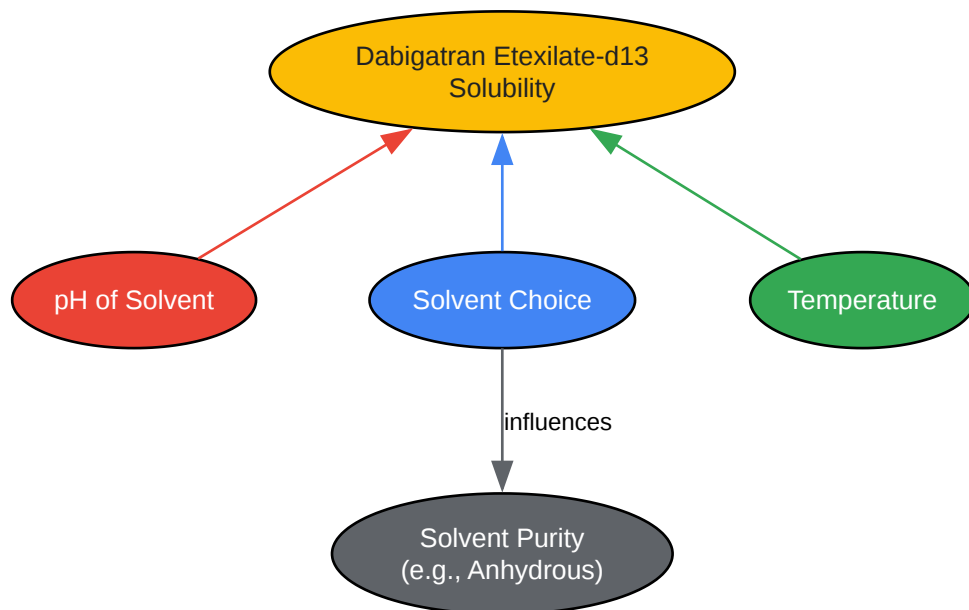 Dabigatran Etexilate-d13
Solubility
pH of Solvent
Solvent Choice
Temperature
influences
Solvent Purity
(e.g., Anhydrous)